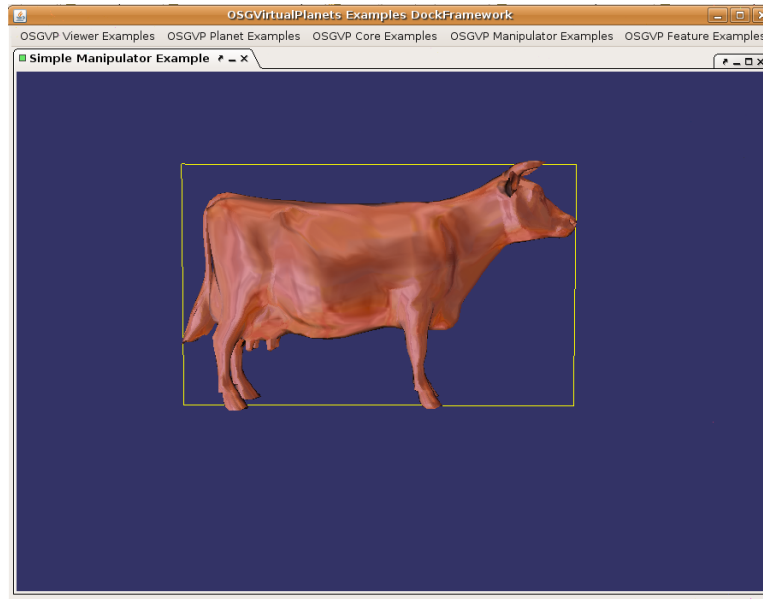 OSGVirtualPlanets Examples DockFramework
OSGVP Viewer Examples OSGVP Planet Examples OSGVP Core Examples OSGVP Manipulator Examples OSGVP Feature Examples
Simple Manipulator Example